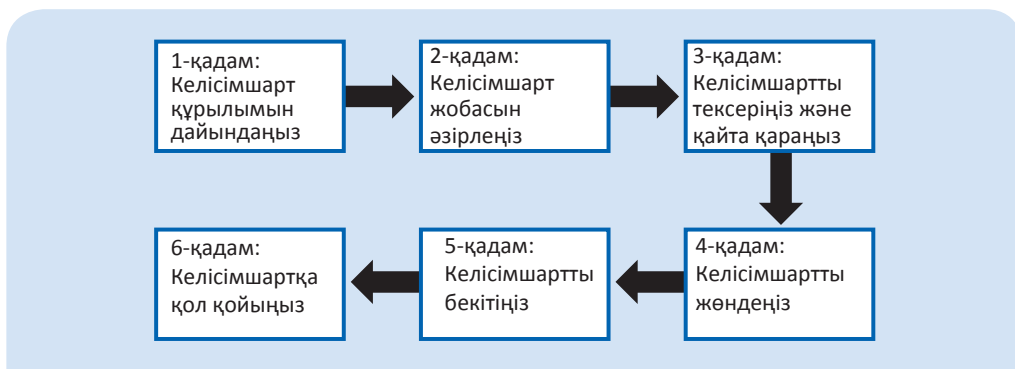 1-қадам:
Келісімшарт
құрылымын
дайындаңыз
2-қадам:
Келісімшарт
жобасын
әзірлеңіз
3-қадам:
Келісімшартты
тексеріңіз және
қайта қараңыз
4-қадам:
Келісімшартты
жөндеңіз
5-қадам:
Келісімшартты
бекітіңіз
6-қадам:
Келісімшартқа
қол қойыңыз